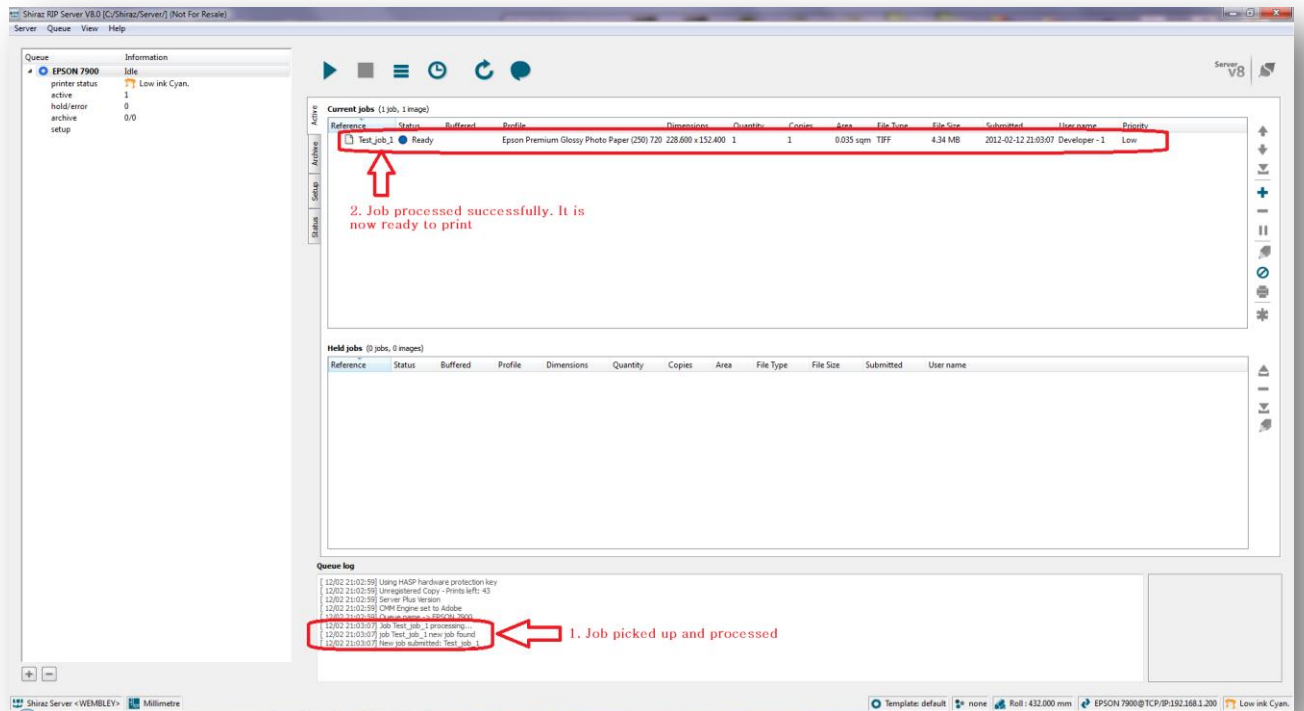 Shiraz RIP Server V8.0 [C:/Shiraz/Server/] (Not For Resale)
Server Queue View Help
Queue Information
EPSON 7900 Idle
printer status Low ink Cyan.
active 1
hold/error 0
archive 0/0
setup
Server v8
Active
Archive
Setup
Status
Current jobs (1 job, 1 image)
Reference Status Buffered Profile Dimensions Quantity Copies Area File Type File Size Submitted User name Priority
Test_job_1 Ready Epson Premium Glossy Photo Paper (250) 720 228.600 x 152.400 1 1 0.035 sqm TIFF 4.34 MB 2012-02-12 21:03:07 Developer - 1 Low
2. Job processed successfully. It is
now ready to print
Held jobs (0 jobs, 0 images)
Reference Status Buffered Profile Dimensions Quantity Copies Area File Type File Size Submitted User name
Queue log
[ 12/02 21:02:59] Using HASP hardware protection key
[ 12/02 21:02:59] Unregistered Copy - Prints left: 43
[ 12/02 21:02:59] Server Plus Version
[ 12/02 21:02:59] CMM Engine set to Adobe
[ 12/02 21:02:59] Queue name -> EPSON 7900
[ 12/02 21:03:07] Job Test_job_1 processing...
[ 12/02 21:03:07] job Test_job_1 new job found
[ 12/02 21:03:07] New job submitted: Test_job_1
1. Job picked up and processed
Shiraz Server <WEMBLEY> Millimetre Template: default none Roll : 432.000 mm EPSON 7900@TCP/IP:192.168.1.200 Low ink Cyan.